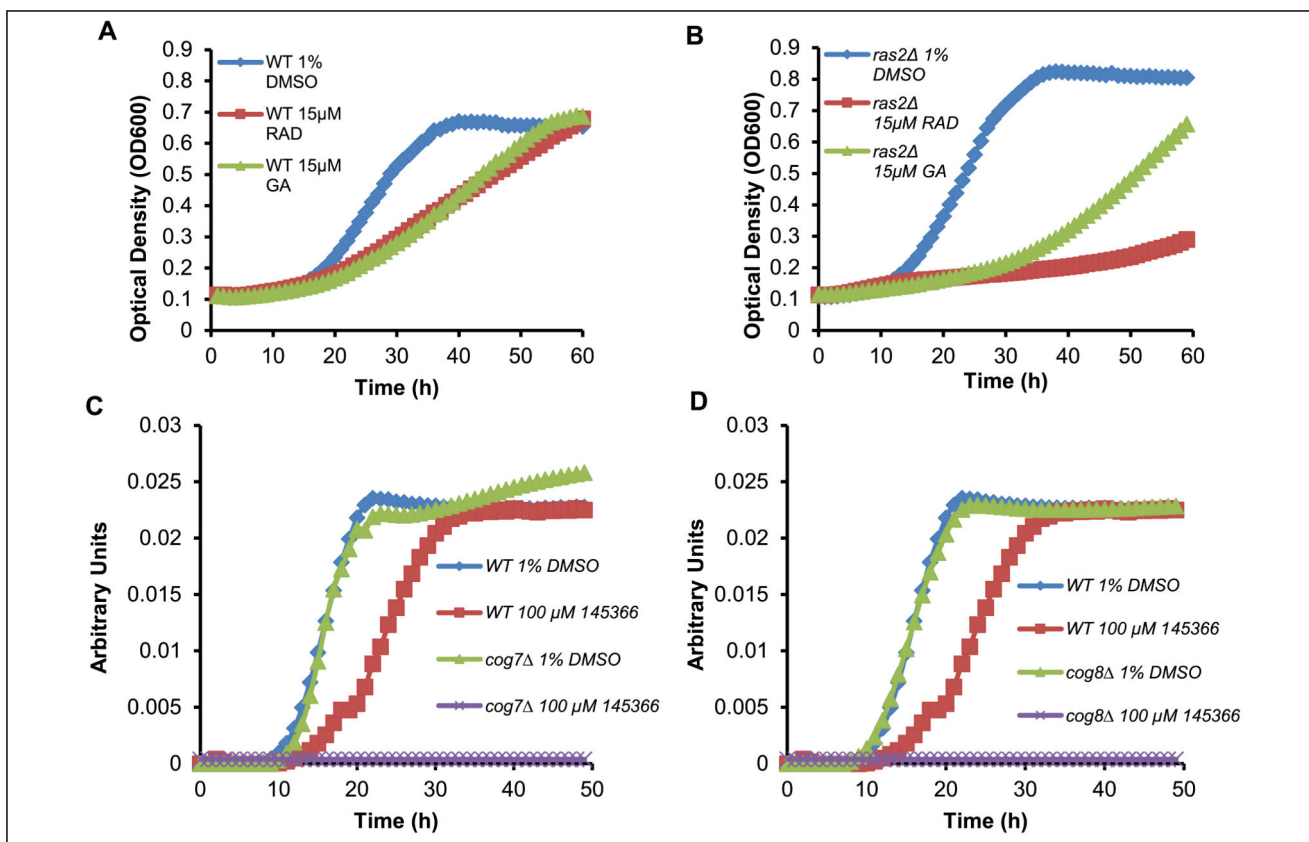 A
Optical Density (OD600)
0.9
0.8
0.7
0.6
0.5
0.4
0.3
0.2
0.1
0
WT 1%
DMSO
WT 15µM
RAD
WT 15µM
GA
0 10 20 30 40 50 60
Time (h)
B
Optical Density (OD600)
0.9
0.8
0.7
0.6
0.5
0.4
0.3
0.2
0.1
0
ras2Δ 1%
DMSO
ras2Δ
15µM RAD
ras2Δ
15µM GA
0 10 20 30 40 50 60
Time (h)
C
Arbitrary Units
0.03
0.025
0.02
0.015
0.01
0.005
0
WT 1% DMSO
WT 100 µM 145366
cog7Δ 1% DMSO
cog7Δ 100 µM 145366
0 10 20 30 40 50
Time (h)
D
Arbitrary Units
0.03
0.025
0.02
0.015
0.01
0.005
0
WT 1% DMSO
WT 100 µM 145366
cog8Δ 1% DMSO
cog8Δ 100 µM 145366
0 10 20 30 40 50
Time (h)